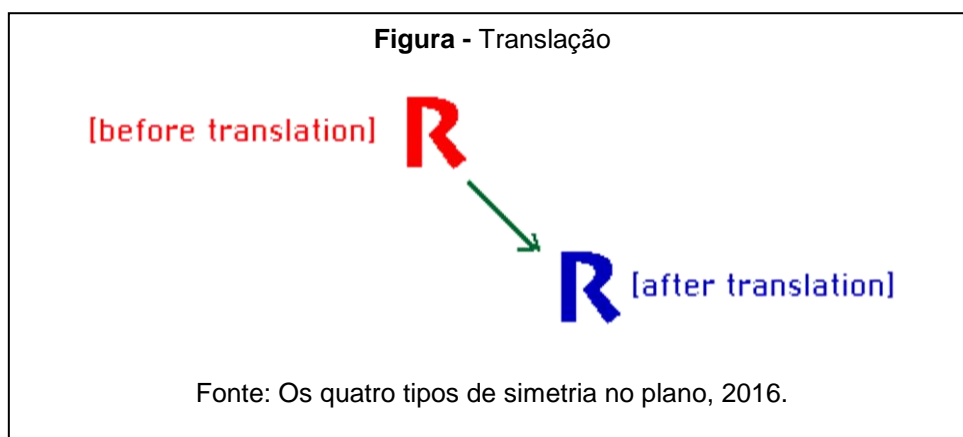 Figura - Translação
[before translation] R
R [after translation]
Fonte: Os quatro tipos de simetria no plano, 2016.